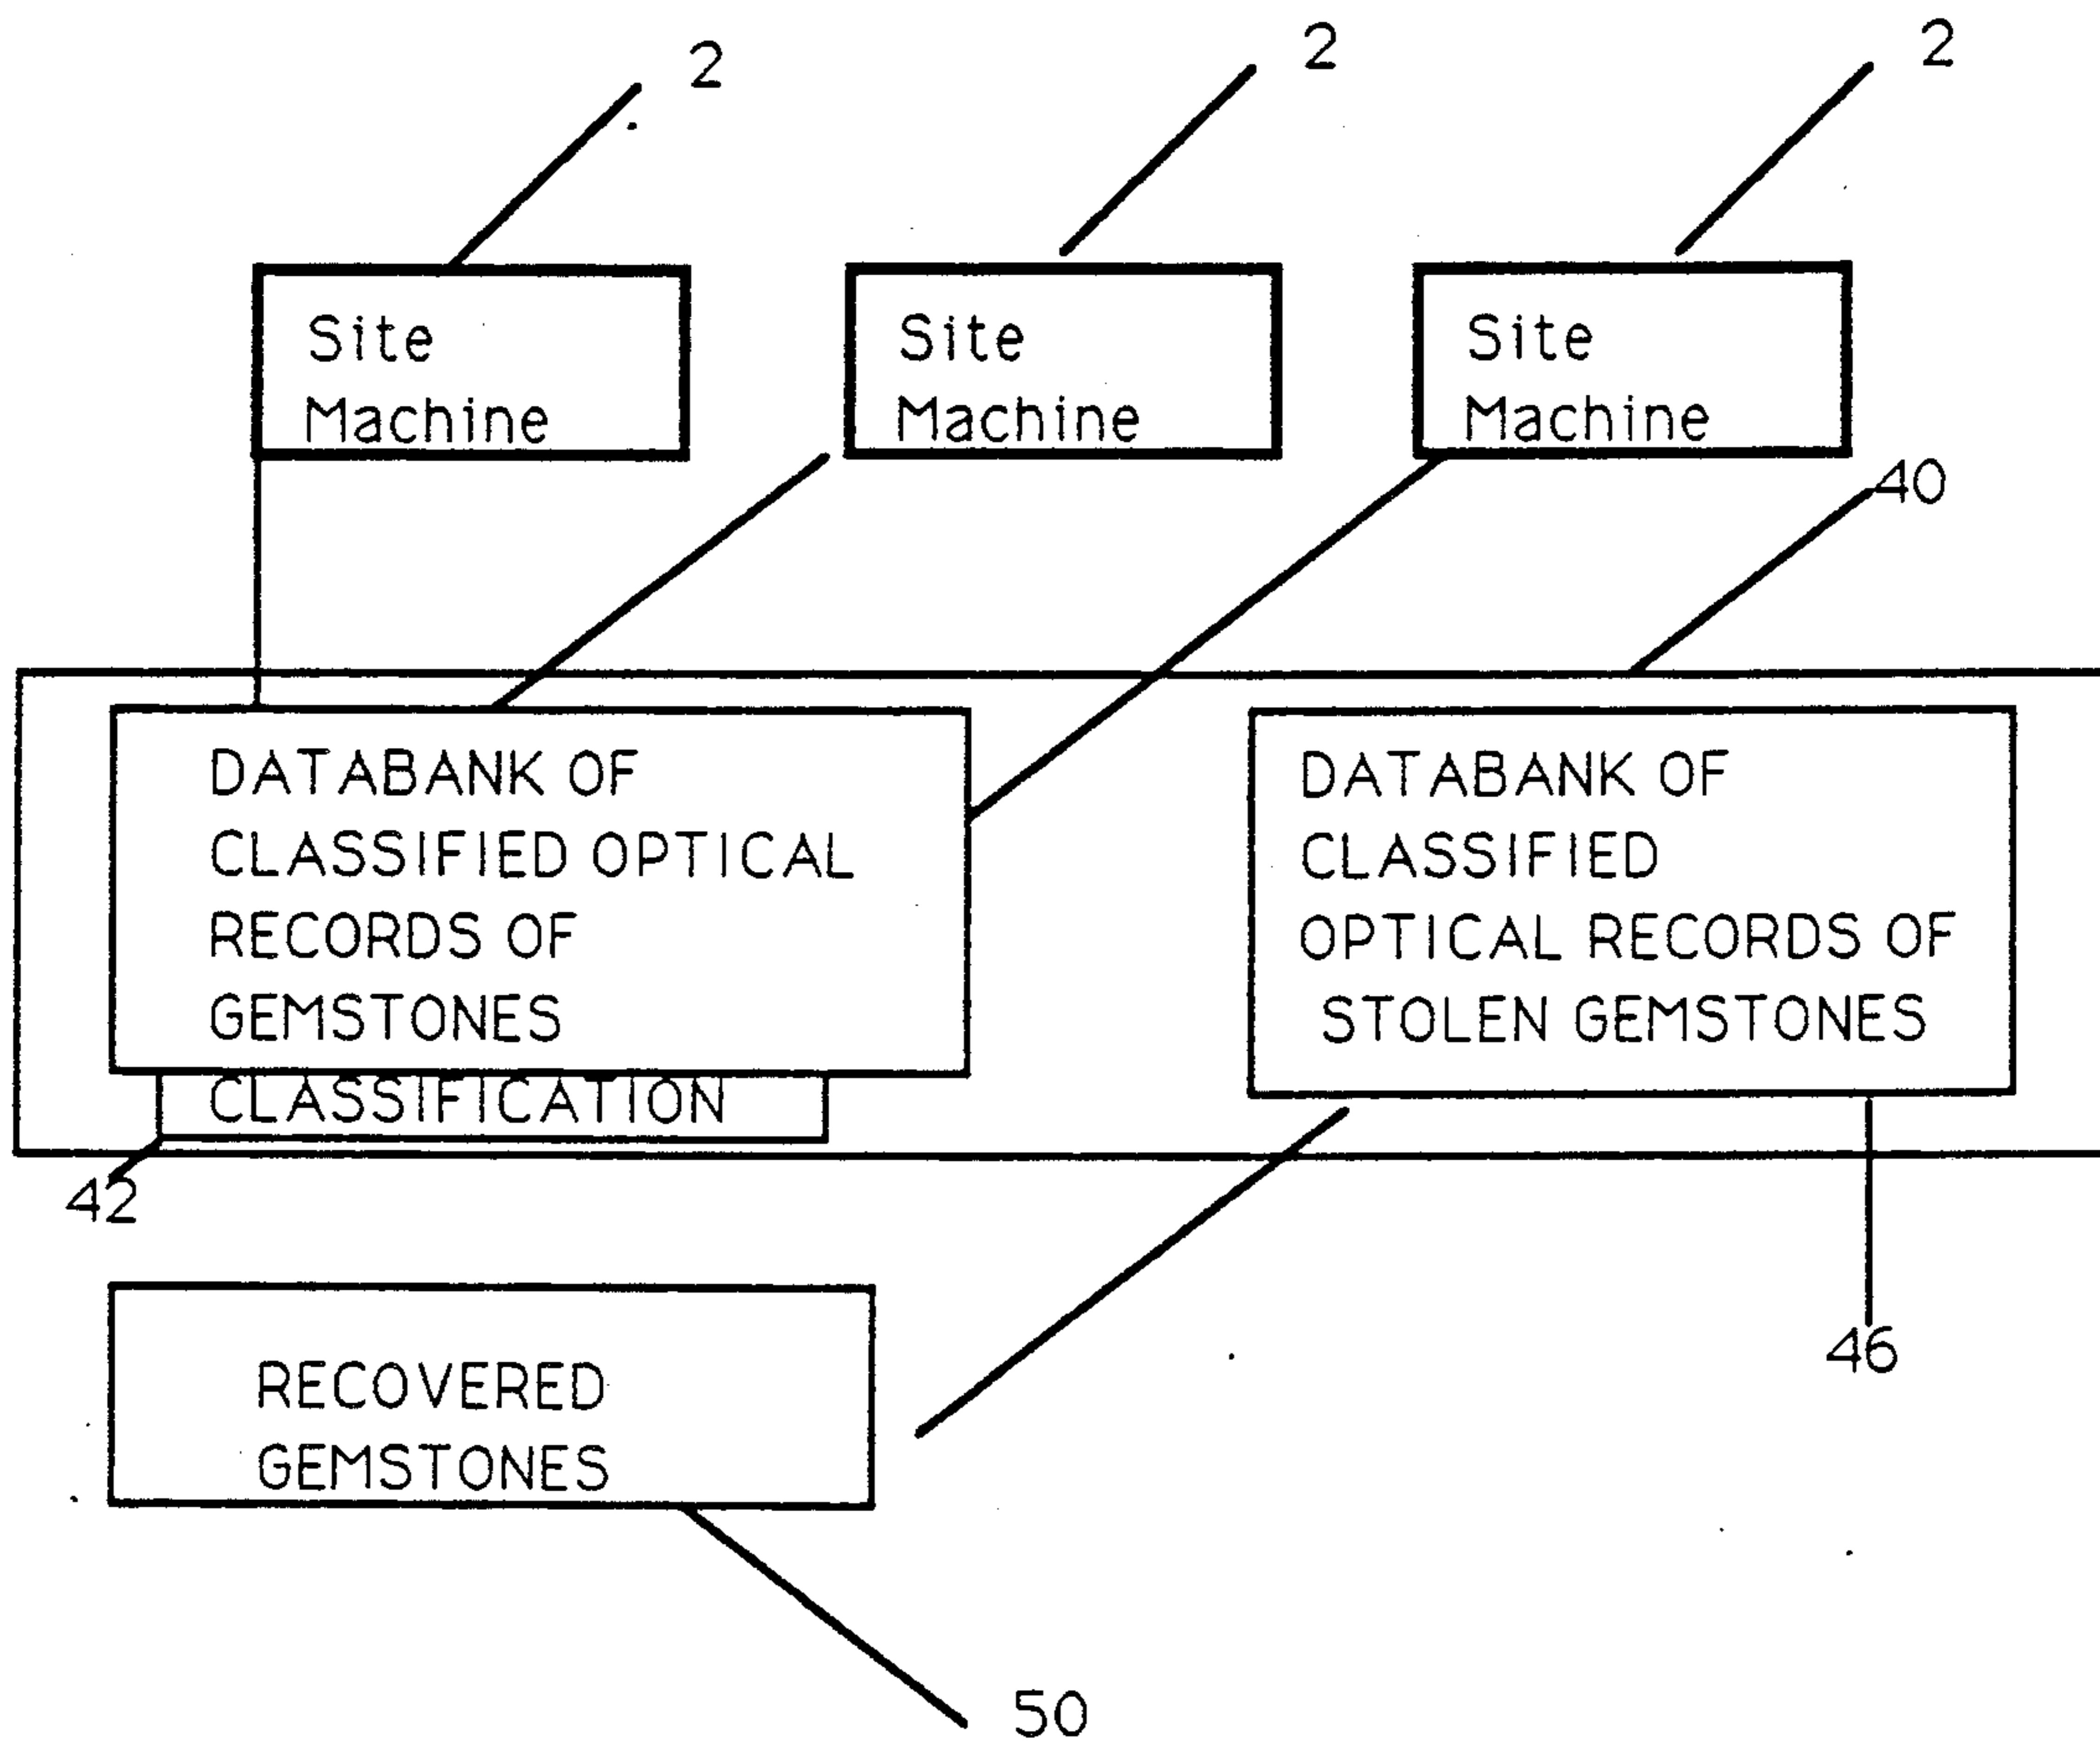 2
2
2
Site
Machine
Site
Machine
Site
Machine
40
DATABANK OF
CLASSIFIED OPTICAL
RECORDS OF
GEMSTONES
CLASSIFICATION
DATABANK OF
CLASSIFIED
OPTICAL RECORDS OF
STOLEN GEMSTONES
42
46
RECOVERED
GEMSTONES
50